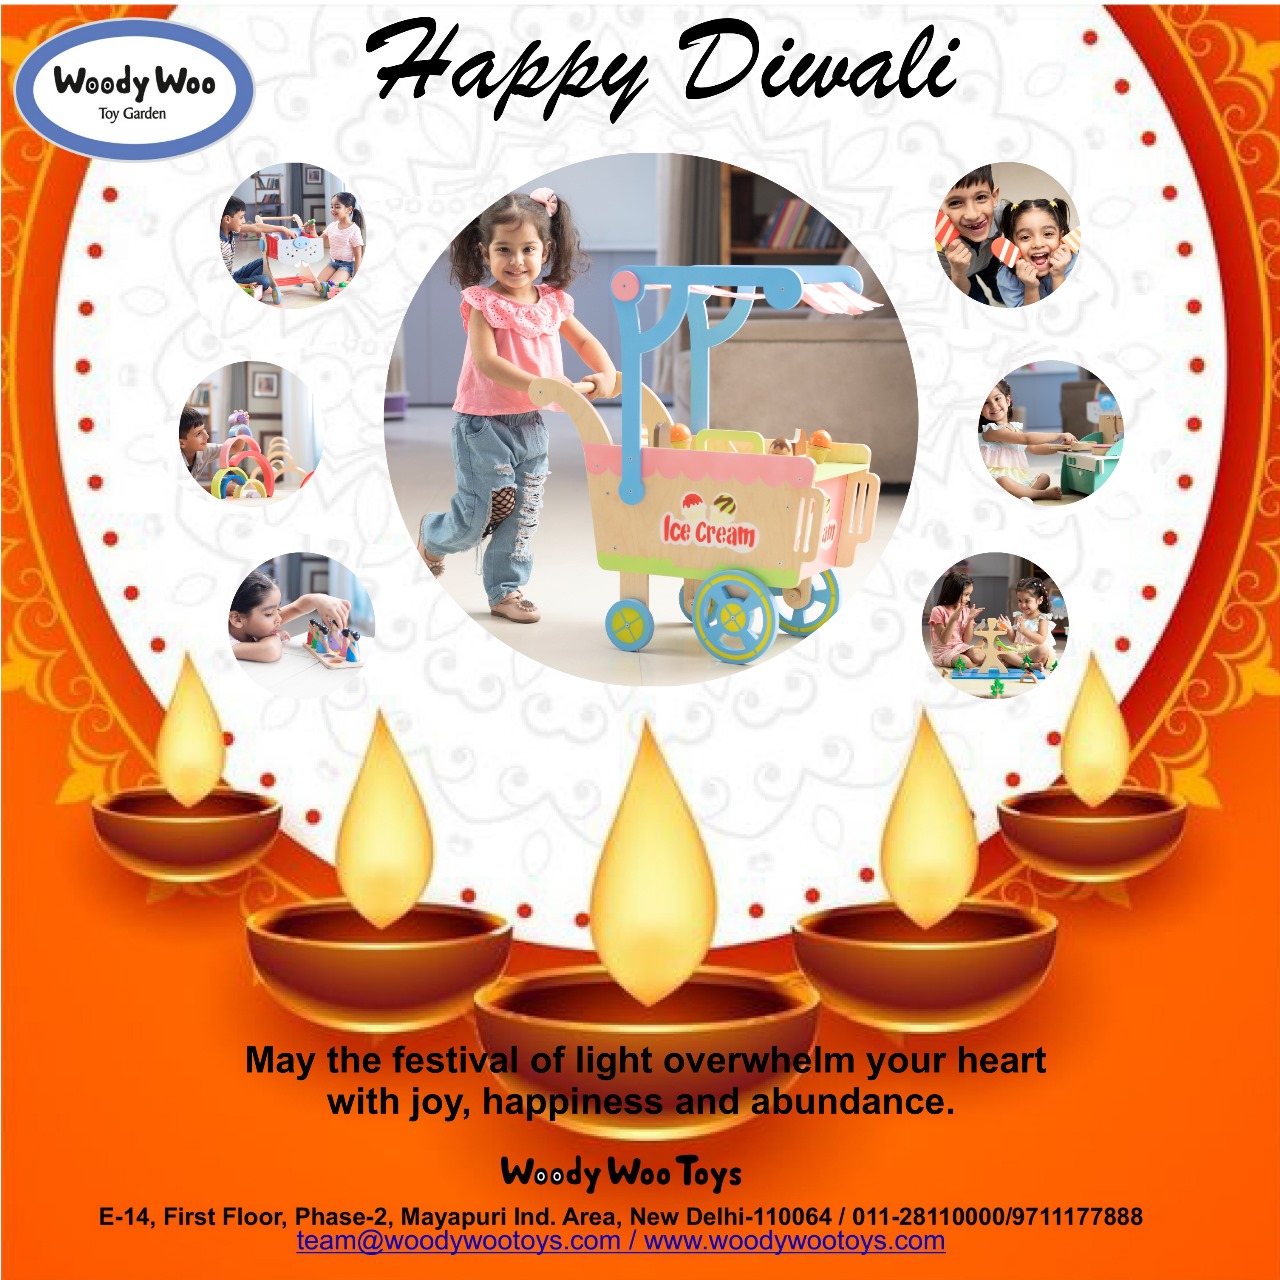 Woody Woo
Toy Garden
Happy Diwali
Ice Cream
am
May the festival of light overwhelm your heart
with joy, happiness and abundance.
Woody Woo Toys
E-14, First Floor, Phase-2, Mayapuri Ind. Area, New Delhi-110064 / 011-28110000/9711177888
team@woodywootoys.com / www.woodywootoys.com